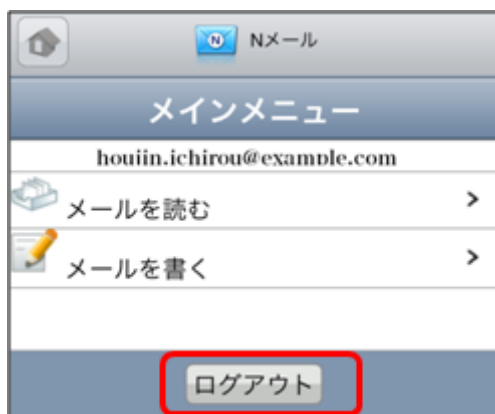 Nメール
メインメニュー
houjin.ichirou@example.com
メールを読む
メールを書く
ログアウト